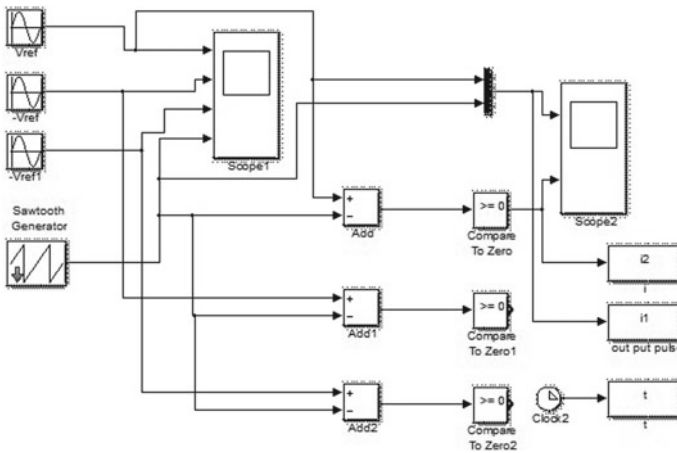 Vref
-Vref
-Vref1
Sawtooth
Generator
Scope1
Scope2
+
−
Add
>= 0
Compare
To Zero
i2
i
+
−
Add1
>= 0
Compare
To Zero1
i1
out put puls
+
−
Add2
>= 0
Compare
To Zero2
Clock2
t
t